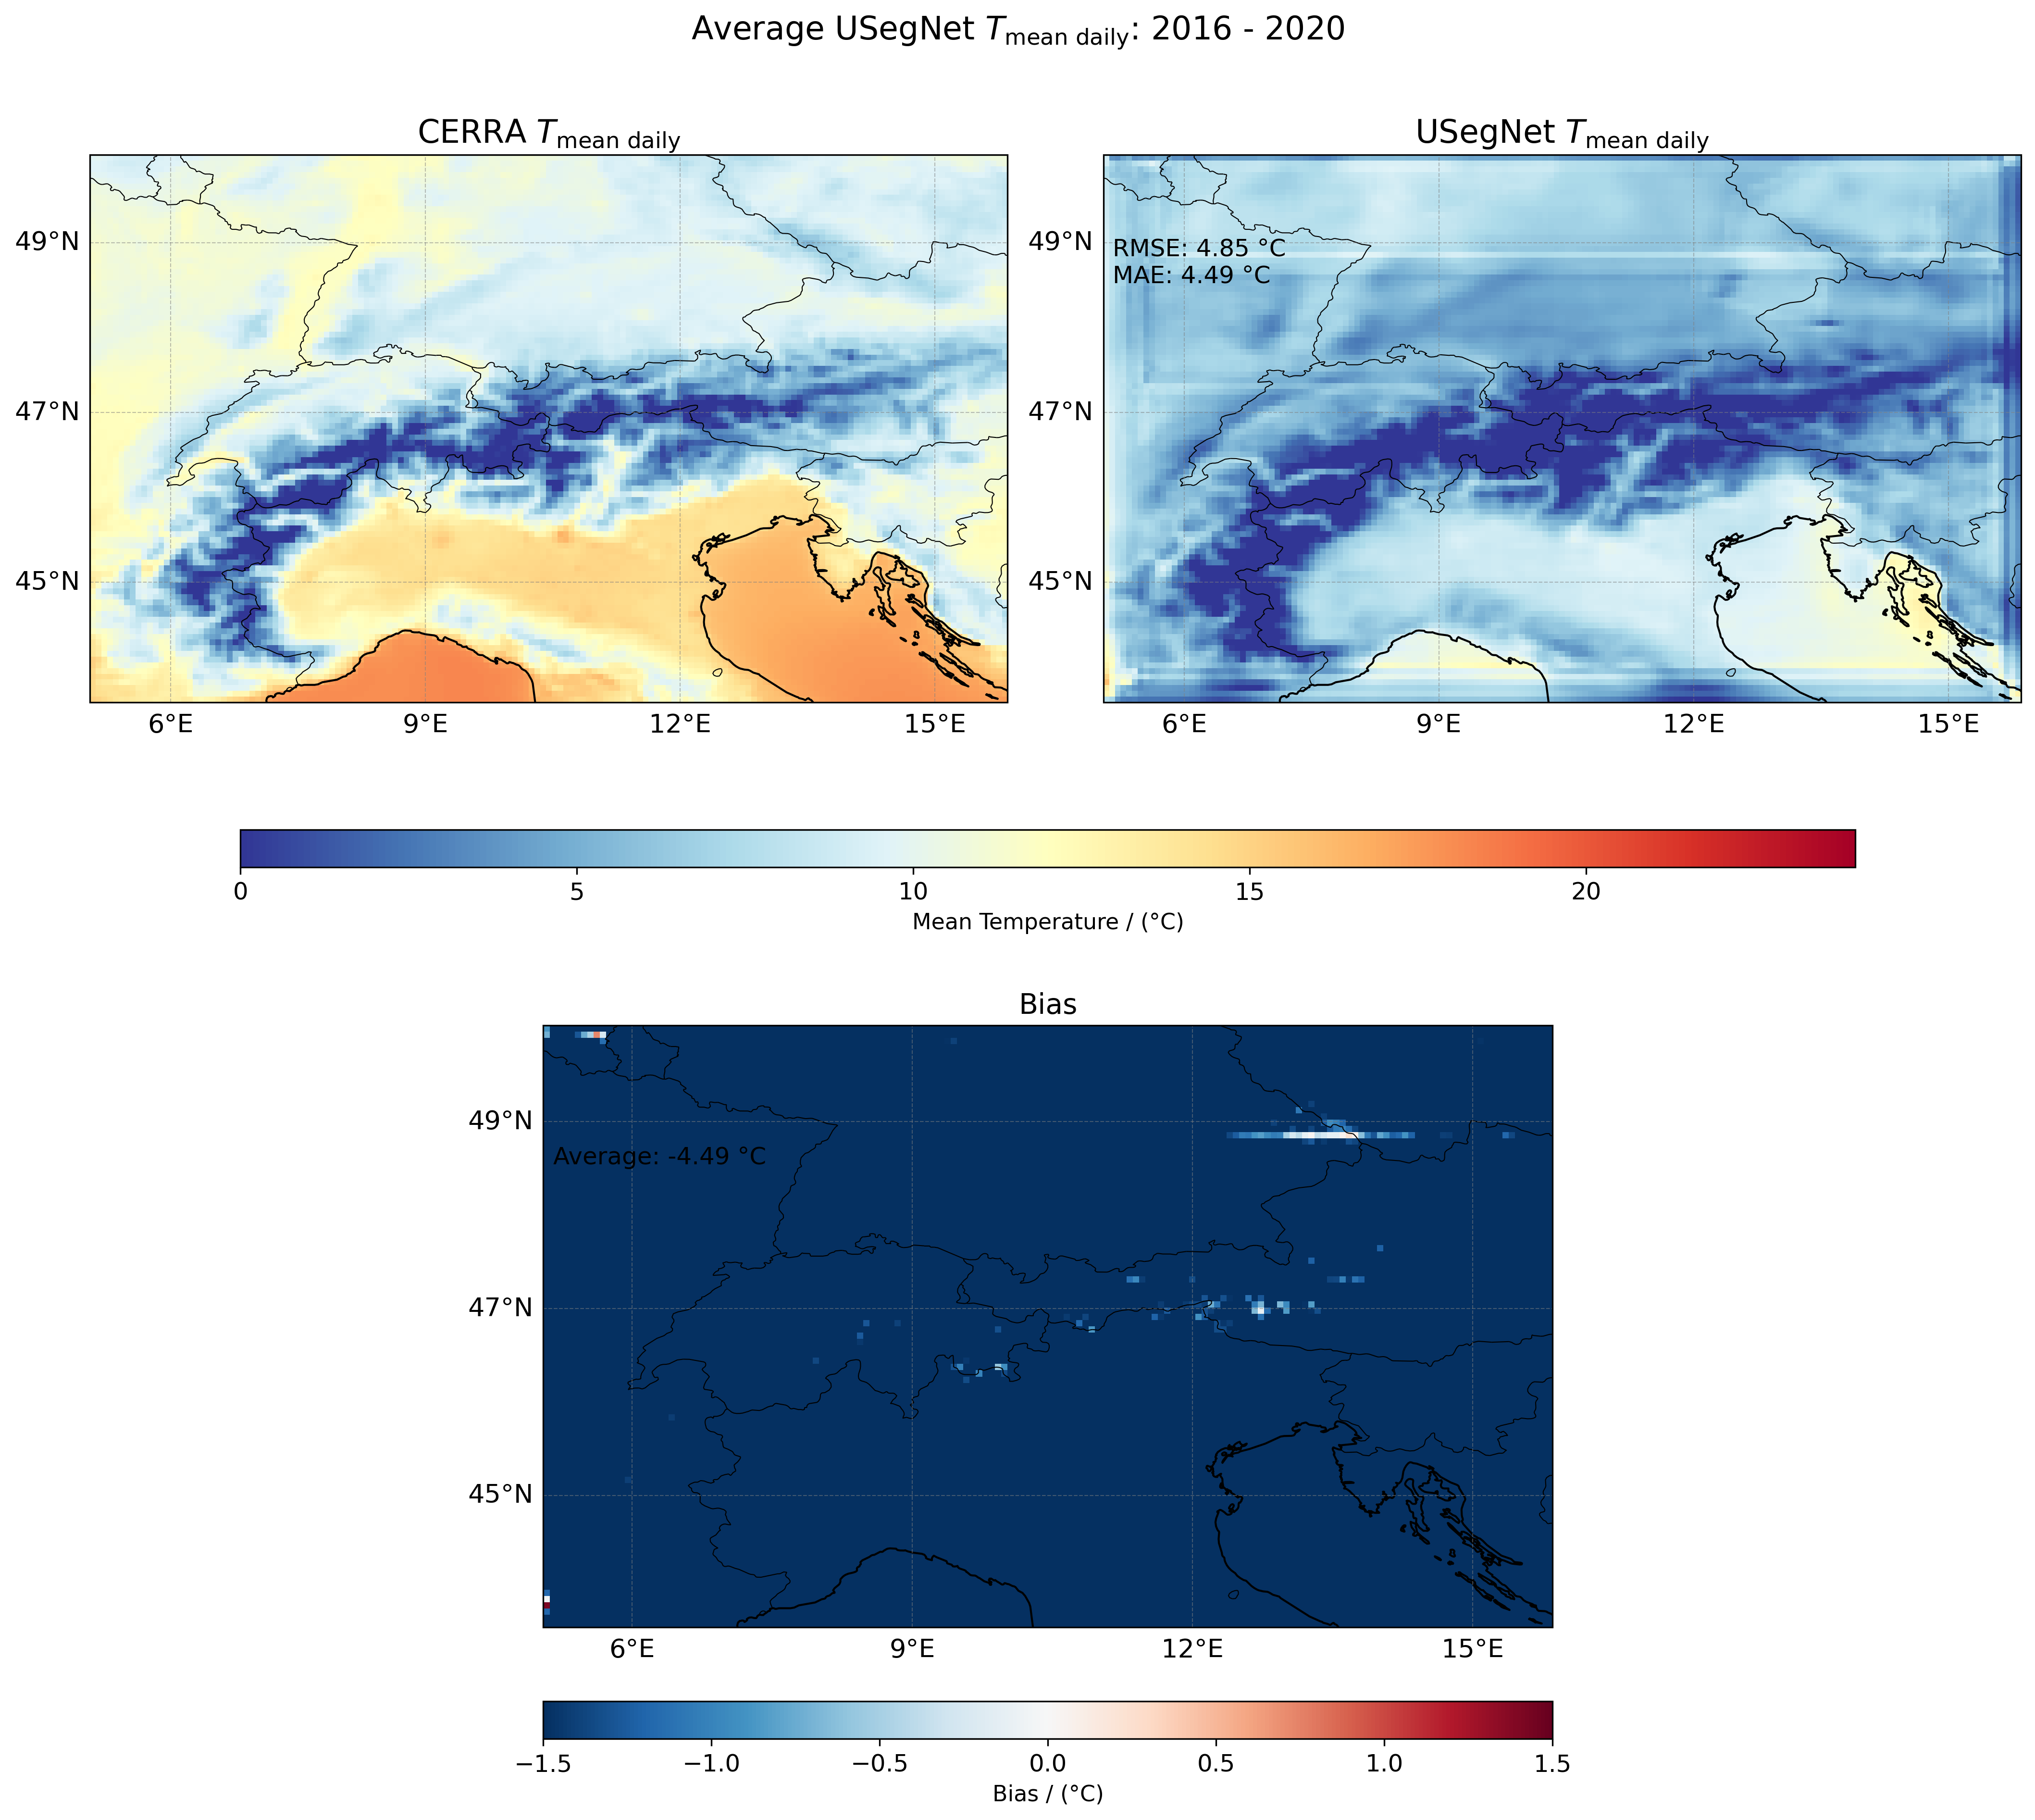 Average USegNet Tmean daily: 2016 - 2020
CERRA Tmean daily
USegNet Tmean daily
49°N
47°N
45°N
6°E 9°E 12°E 15°E
49°N
47°N
45°N
RMSE: 4.85 °C
MAE: 4.49 °C
6°E 9°E 12°E 15°E
0 5 10 15 20
Mean Temperature / (°C)
Bias
49°N
47°N
45°N
Average: -4.49 °C
6°E 9°E 12°E 15°E
−1.5 −1.0 −0.5 0.0 0.5 1.0 1.5
Bias / (°C)